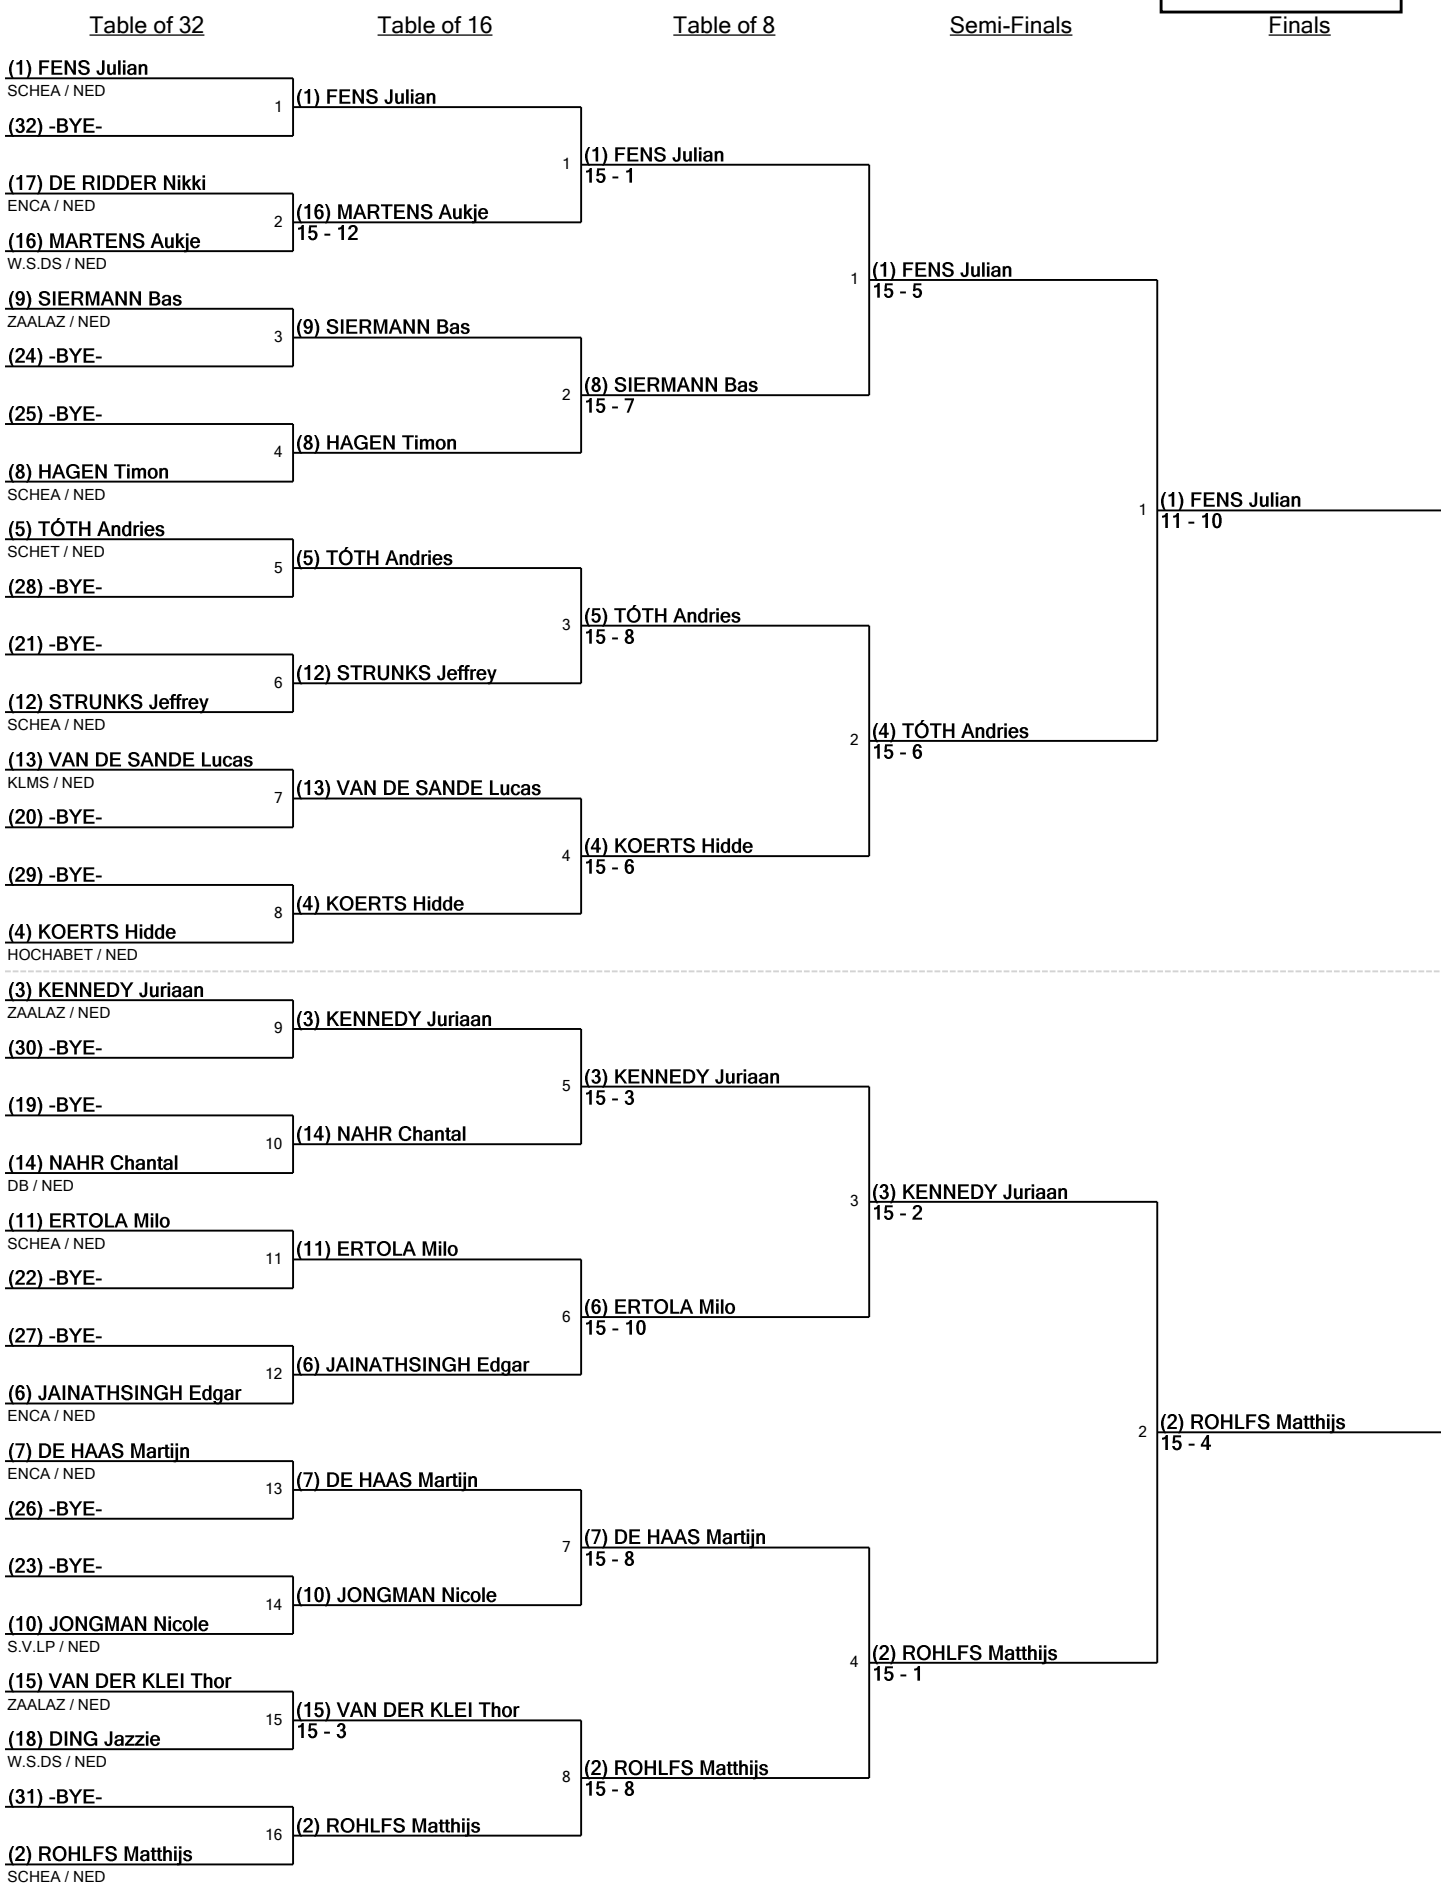 Table of 32
Table of 16
Table of 8
Semi-Finals
Finals
(1) FENS Julian
SCHEA / NED
1
(32) -BYE-
(17) DE RIDDER Nikki
ENCA / NED
2
(16) MARTENS Aukje
W.S.DS / NED
(9) SIERMANN Bas
ZAALAZ / NED
3
(24) -BYE-
(25) -BYE-
4
(8) HAGEN Timon
SCHEA / NED
(5) TÓTH Andries
SCHET / NED
5
(28) -BYE-
(21) -BYE-
6
(12) STRUNKS Jeffrey
SCHEA / NED
(13) VAN DE SANDE Lucas
KLMS / NED
7
(20) -BYE-
(29) -BYE-
8
(4) KOERTS Hidde
HOCHABET / NED
(3) KENNEDY Juriaan
ZAALAZ / NED
9
(30) -BYE-
(19) -BYE-
10
(14) NAHR Chantal
DB / NED
(11) ERTOLA Milo
SCHEA / NED
11
(22) -BYE-
(27) -BYE-
12
(6) JAINATHSINGH Edgar
ENCA / NED
(7) DE HAAS Martijn
ENCA / NED
13
(26) -BYE-
(23) -BYE-
14
(10) JONGMAN Nicole
S.V.LP / NED
(15) VAN DER KLEI Thor
ZAALAZ / NED
15
(18) DING Jazzie
W.S.DS / NED
(31) -BYE-
16
(2) ROHLFS Matthijs
SCHEA / NED
(1) FENS Julian
1
(16) MARTENS Aukje
15 - 12
(9) SIERMANN Bas
2
(8) HAGEN Timon
(5) TÓTH Andries
3
(12) STRUNKS Jeffrey
(13) VAN DE SANDE Lucas
4
(4) KOERTS Hidde
(3) KENNEDY Juriaan
5
(14) NAHR Chantal
(11) ERTOLA Milo
6
(6) JAINATHSINGH Edgar
(7) DE HAAS Martijn
7
(10) JONGMAN Nicole
(15) VAN DER KLEI Thor
15 - 3
8
(2) ROHLFS Matthijs
(1) FENS Julian
15 - 1
1
(8) SIERMANN Bas
15 - 7
(5) TÓTH Andries
15 - 8
2
(4) KOERTS Hidde
15 - 6
(3) KENNEDY Juriaan
15 - 3
3
(6) ERTOLA Milo
15 - 10
(7) DE HAAS Martijn
15 - 8
4
(2) ROHLFS Matthijs
15 - 8
(1) FENS Julian
15 - 5
1
(4) TÓTH Andries
15 - 6
(3) KENNEDY Juriaan
15 - 2
2
(2) ROHLFS Matthijs
15 - 1
(1) FENS Julian
11 - 10
(2) ROHLFS Matthijs
15 - 4